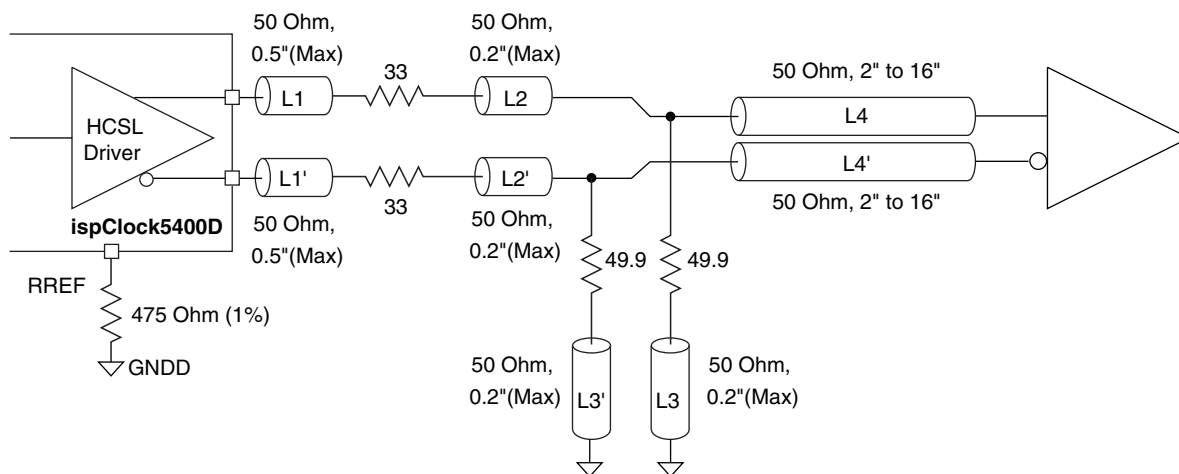 50 Ohm,
0.5"(Max)
50 Ohm,
0.2"(Max)
33
50 Ohm, 2" to 16"
L1
L2
L4
HCSL
Driver
L4'
L1'
L2'
33
50 Ohm, 2" to 16"
ispClock5400D
50 Ohm,
0.5"(Max)
50 Ohm,
0.2"(Max)
49.9
49.9
RREF
475 Ohm (1%)
GNDD
50 Ohm,
0.2"(Max)
L3'
L3
50 Ohm,
0.2"(Max)